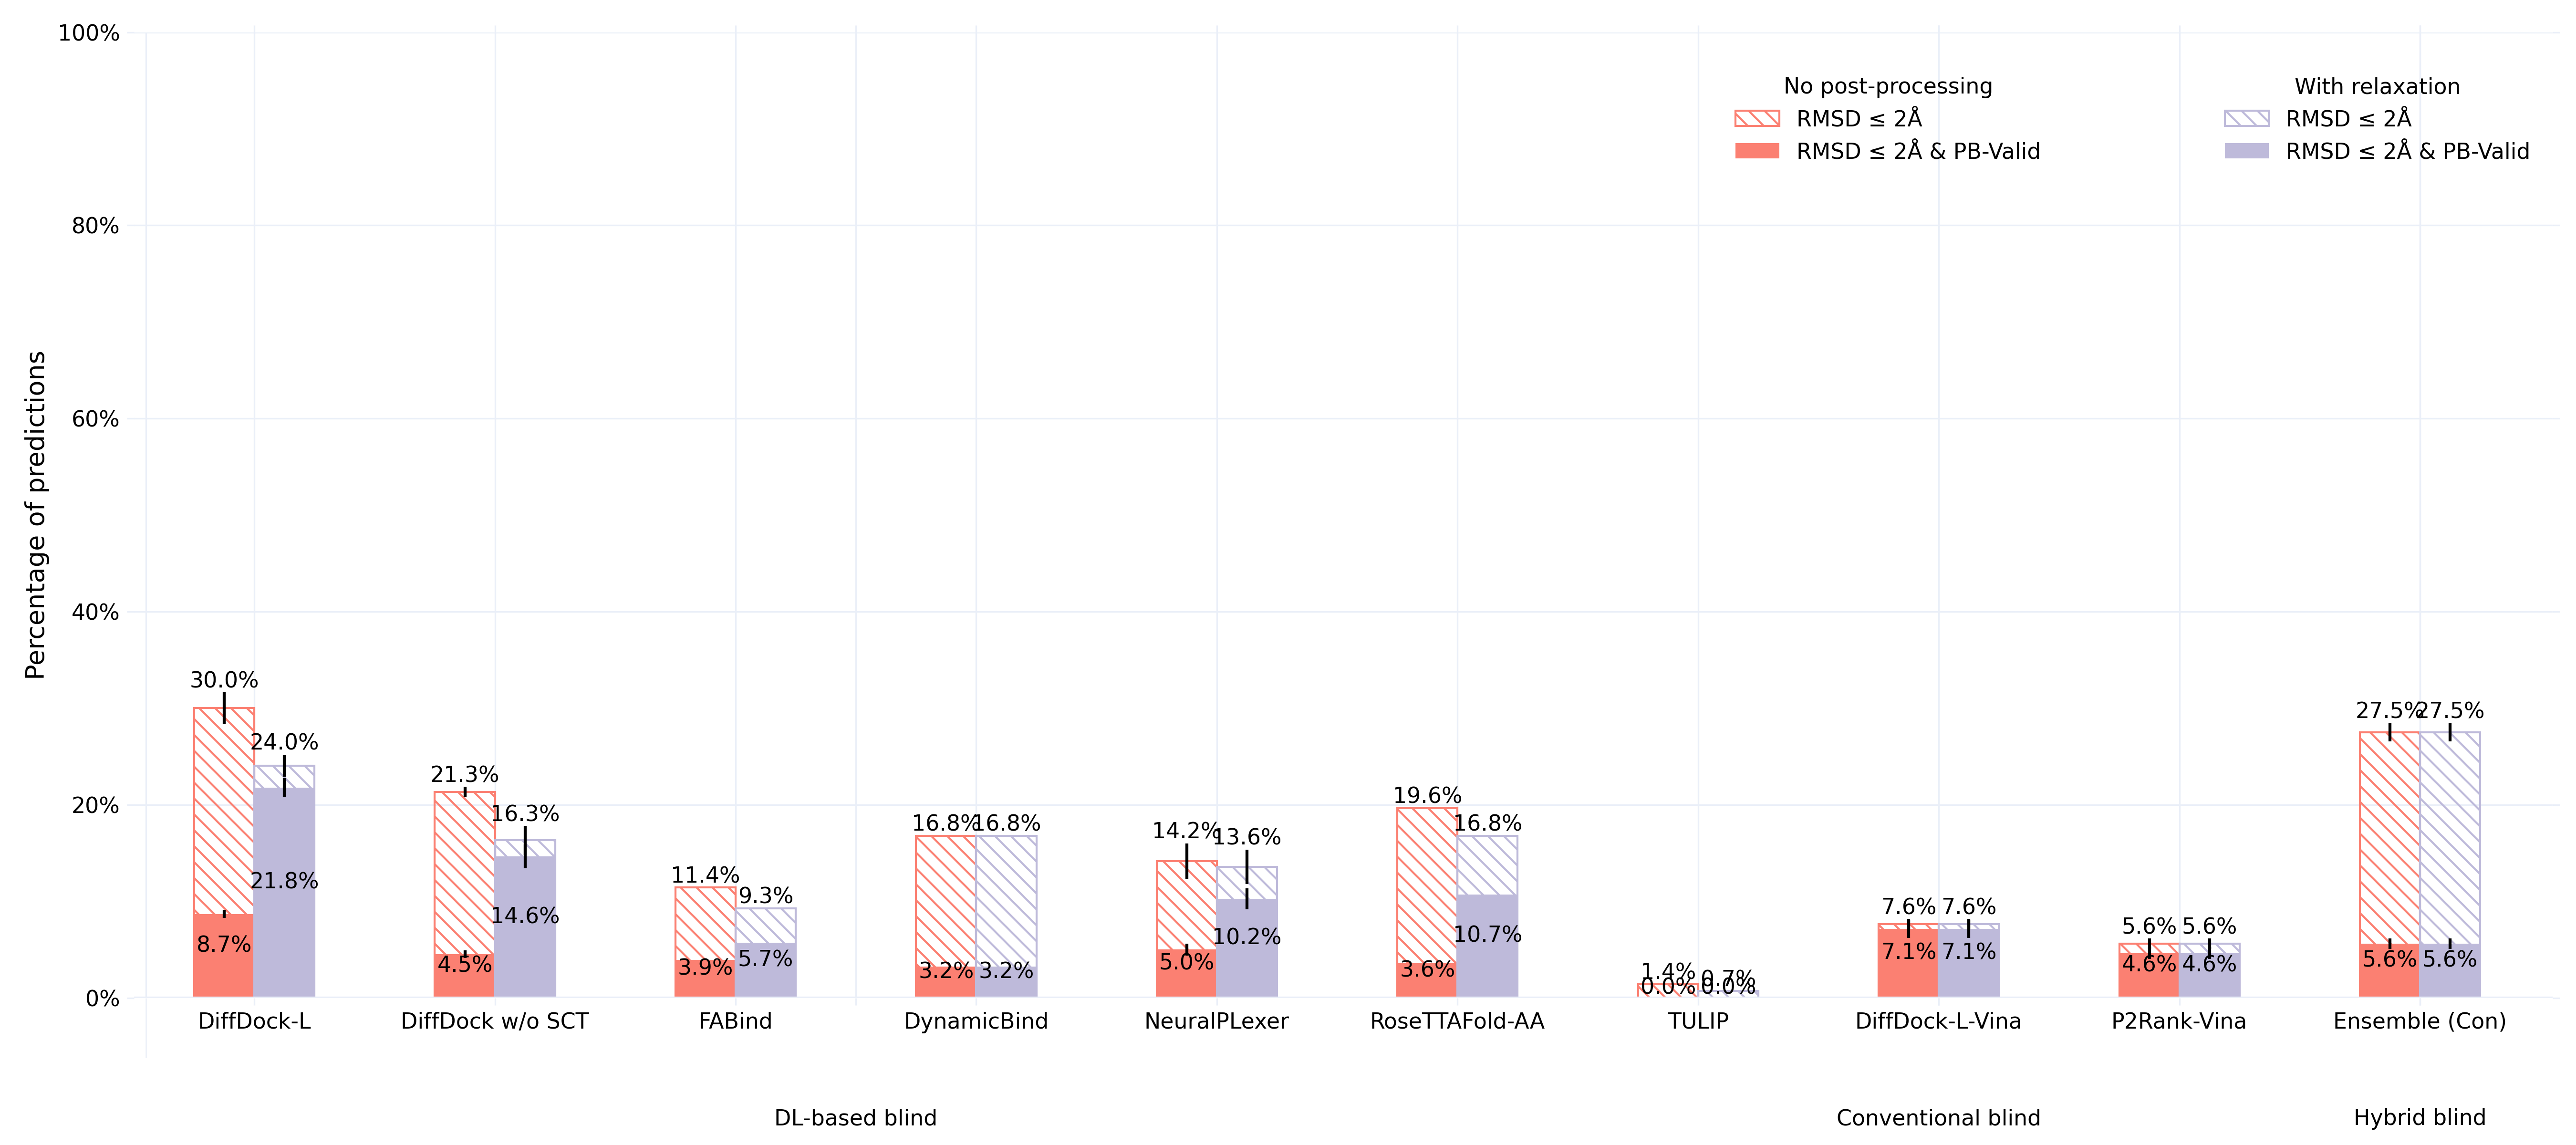 100%
80%
60%
40%
20%
0%
Percentage of predictions
No post-processing
RMSD ≤ 2Å
RMSD ≤ 2Å & PB-Valid
With relaxation
RMSD ≤ 2Å
RMSD ≤ 2Å & PB-Valid
30.0%
24.0%
8.7%
21.8%
21.3%
16.3%
4.5%
14.6%
11.4%
9.3%
3.9%
5.7%
16.8%
16.8%
3.2%
3.2%
14.2%
13.6%
5.0%
10.2%
19.6%
16.8%
3.6%
10.7%
1.4%
0.7%
0.0%
0.0%
7.6%
7.6%
7.1%
7.1%
5.6%
5.6%
4.6%
4.6%
27.5%
27.5%
5.6%
5.6%
DiffDock-L
DiffDock w/o SCT
FABind
DynamicBind
NeuralPLexer
RoseTTAFold-AA
TULIP
DiffDock-L-Vina
P2Rank-Vina
Ensemble (Con)
DL-based blind
Conventional blind
Hybrid blind